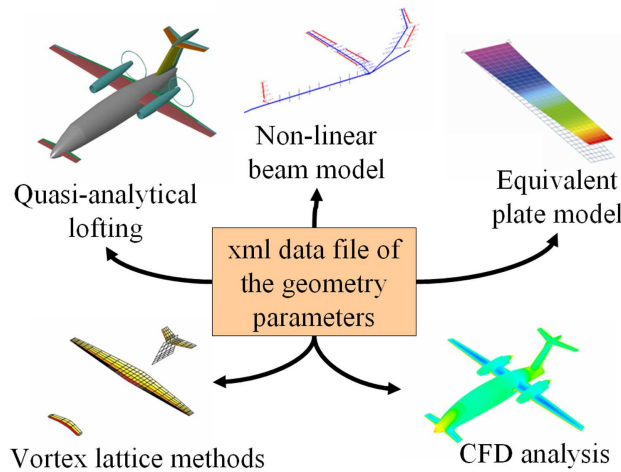 Quasi-analytical
lofting
Non-linear
beam model
Equivalent
plate model
xml data file of
the geometry
parameters
Vortex lattice methods
CFD analysis